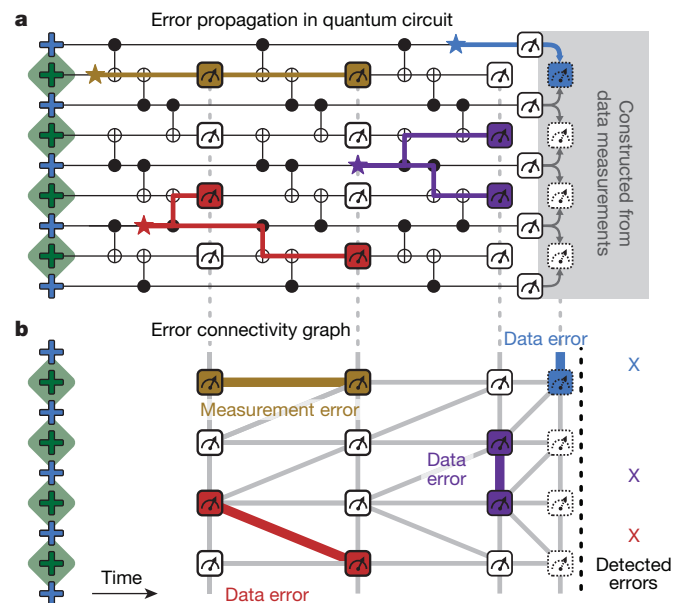 a
Error propagation in quantum circuit
Constructed from
data measurements
b
Error connectivity graph
Data error
X
Measurement error
Data
error
X
X
Time
Data error
Detected
errors